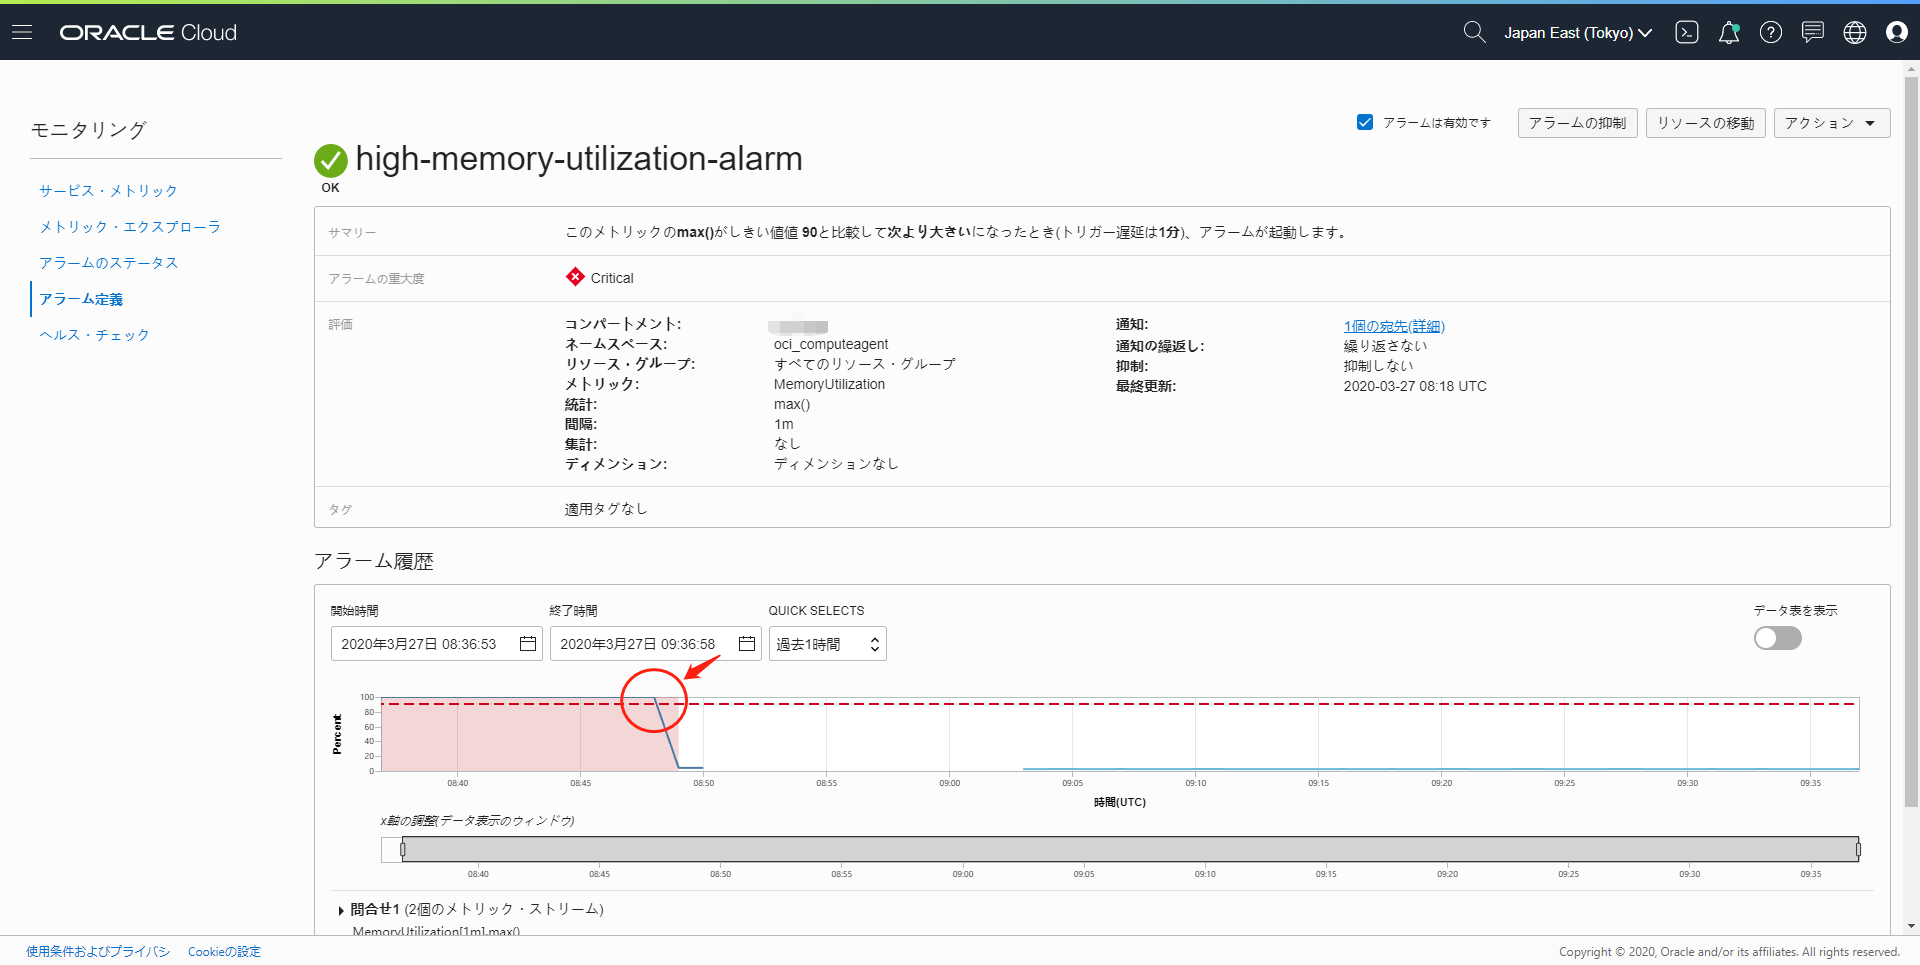 ORACLE Cloud
Japan East (Tokyo)
モニタリング
サービス・メトリック
メトリック・エクスプローラ
アラームのステータス
アラーム定義
ヘルス・チェック
アラームは有効です
アラームの抑制
リソースの移動
アクション
high-memory-utilization-alarm
OK
サマリー
このメトリックのmax()がしきい値値 90と比較して次より大きいになったとき(トリガー遅延は1分)、アラームが起動します。
アラームの重大度
Critical
評価
コンパートメント:
ネームスペース: oci_computeagent
リソース・グループ: すべてのリソース・グループ
メトリック: MemoryUtilization
統計: max()
間隔: 1m
集計: なし
ディメンション: ディメンションなし
通知: 1個の宛先(詳細)
通知の繰返し: 繰り返さない
抑制: 抑制しない
最終更新: 2020-03-27 08:18 UTC
タグ
適用タグなし
アラーム履歴
開始時間
2020年3月27日 08:36:53
終了時間
2020年3月27日 09:36:58
QUICK SELECTS
過去1時間
データ表を表示
Percent
100
80
60
40
20
0
08:40 08:45 08:50 08:55 09:00 09:05 09:10 09:15 09:20 09:25 09:30 09:35
時間(UTC)
x軸の調整(データ表示のウィンドウ)
08:40 08:45 08:50 08:55 09:00 09:05 09:10 09:15 09:20 09:25 09:30 09:35
問合せ1 (2個のメトリック・ストリーム)
MemoryUtilization[1m].max()
使用条件およびプライバシ
Cookieの設定
Copyright © 2020, Oracle and/or its affiliates. All rights reserved.